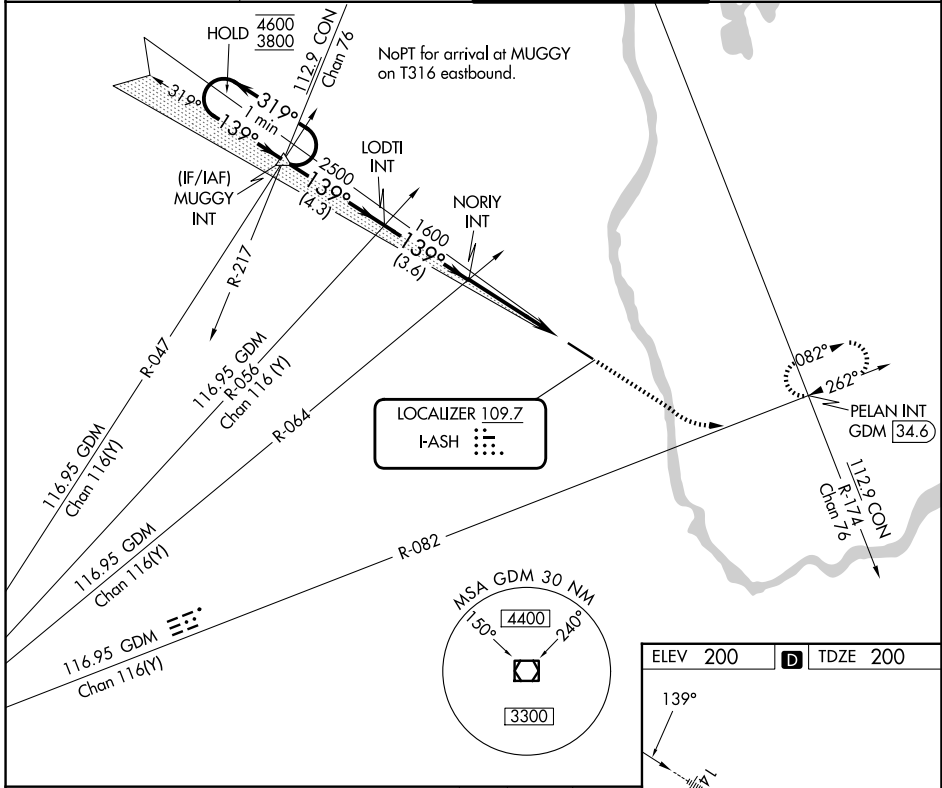 HOLD 4600
3800
112.9 CON
Chan 76
NoPT for arrival at MUGGY
on T316 eastbound.
319°
319°
1 min
139°
(IF/IAF)
MUGGY
INT
2500
139°
(4.3)
LODTI
INT
1600
139°
(3.6)
NORIY
INT
R-217
R-047
116.95 GDM
Chan 116(Y)
116.95 GDM
R-056
Chan 116 (Y)
R-064
116.95 GDM
Chan 116(Y)
LOCALIZER 109.7
I-ASH
082°
262°
PELAN INT
GDM 34.6
112.9 CON
R-174
Chan 76
R-082
116.95 GDM
Chan 116(Y)
MSA GDM 30 NM
150°
4400
240°
3300
ELEV 200 D TDZE 200
139°
14